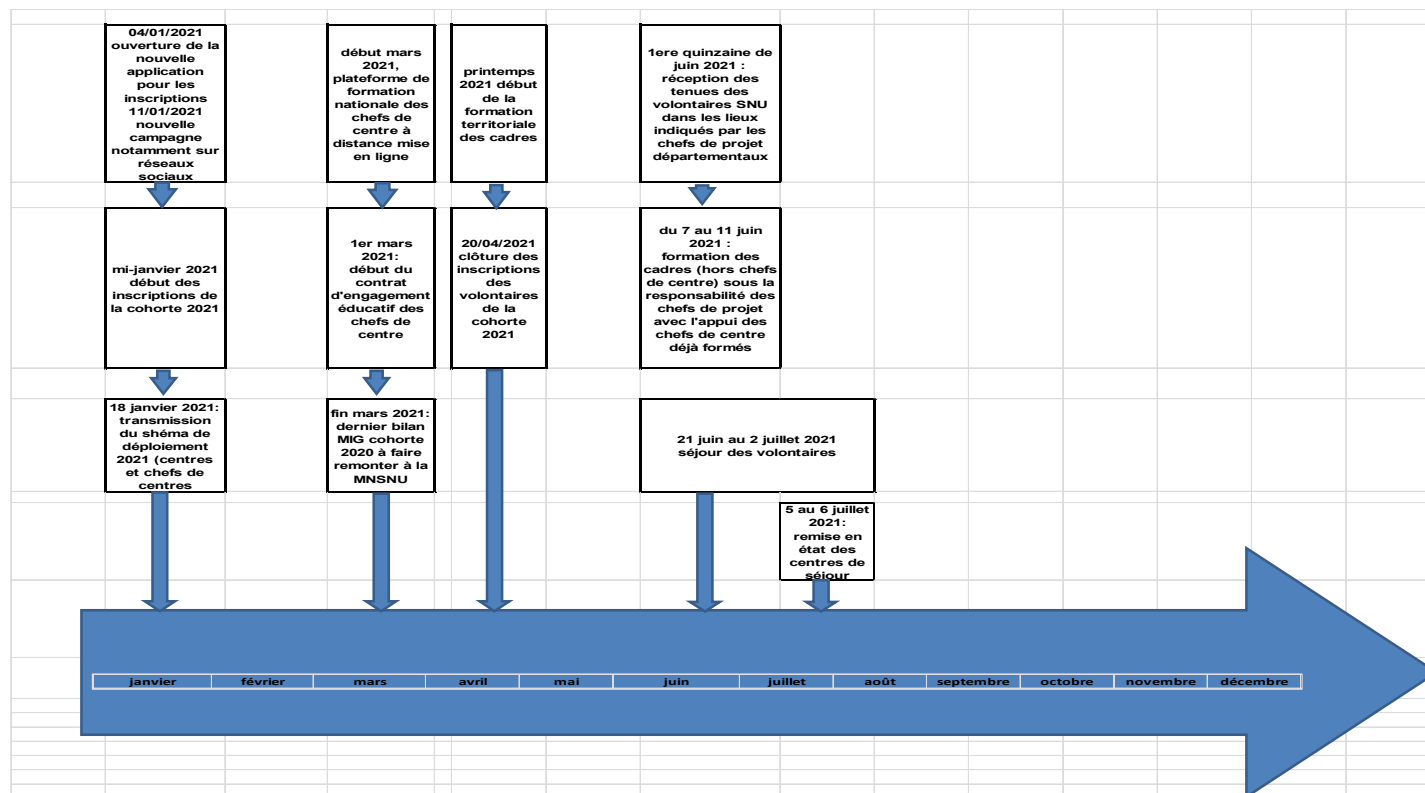 04/01/2021
ouverture de la
nouvelle
application
pour les
inscriptions
11/01/2021
nouvelle
campagne
notamment sur
réseaux
sociaux
début mars
2021,
plateforme de
formation
nationale des
chefs de
centre à
distance mise
en ligne
printemps
2021 début
de la
formation
territoriale
des cadres
1ere quinzaine de
juin 2021 :
réception des
tenues des
volontaires SNU
dans les lieux
indiqués par les
chefs de projet
départementaux
mi-janvier 2021
début des
inscriptions de
la cohorte 2021
1er mars
2021:
début du
contrat
d'engagement
éducatif des
chefs de
centre
20/04/2021
clôture des
inscriptions
des
volontaires
de la
cohorte
2021
du 7 au 11 juin
2021 :
formation des
cadres (hors chefs
de centre) sous la
responsabilité des
chefs de projet
avec l'appui des
chefs de centre
déjà formés
18 janvier 2021:
transmission
du shéma de
déploiement
2021 (centres
et chefs de
centres
fin mars 2021:
dernier bilan
MIG cohorte
2020 à faire
remonter à la
MNSNU
21 juin au 2 juillet 2021
séjour des volontaires
5 au 6 juillet
2021:
remise en
état des
centres de
séjour
janvier février mars avril mai juin juillet août septembre octobre novembre décembre